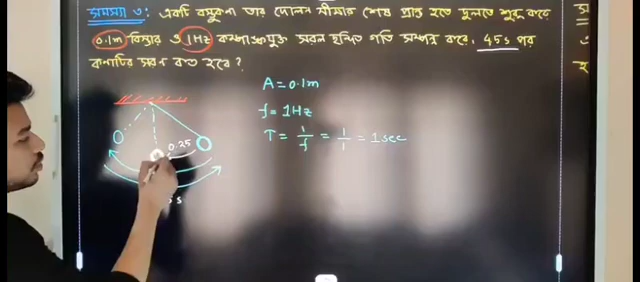 সমস্যা ৩: একটি বস্তুকণা তার দোলন সীমার শেষ প্রান্ত হতে দুলতে শুরু করে
0.1m বিস্তার ও 1Hz কম্পাঙ্কযুক্ত সরল ছন্দিত গতি সম্পন্ন করে, 45s পর
কণাটির সরণ কত হবে?
A = 0.1m
f = 1Hz
T = 1/f = 1/1 = 1 sec
0.25
s